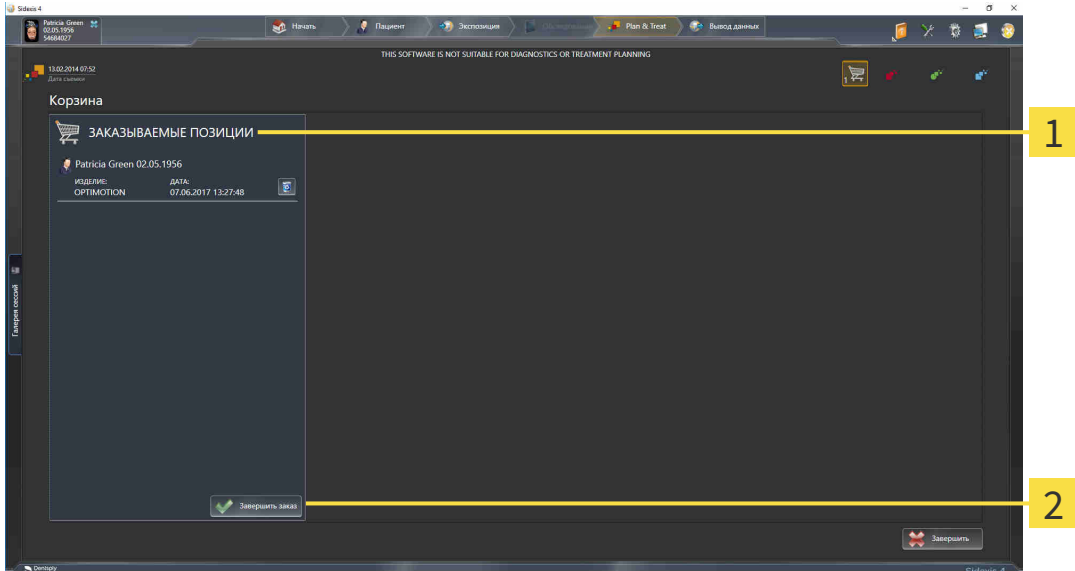 Sidexis 4
Patricia Green
02.05.1956
54684027
Начать
Пациент
Экспозиция
Plan & Treat
Вывод данных
THIS SOFTWARE IS NOT SUITABLE FOR DIAGNOSTICS OR TREATMENT PLANNING
13.02.2014 07:52
Дата съемки
1
Корзина
ЗАКАЗЫВАЕМЫЕ ПОЗИЦИИ
1
Patricia Green 02.05.1956
ИЗДЕЛИЕ: ДАТА:
OPTIMOTION 07.06.2017 13:27:48
Галерея сессий
Завершить заказ
2
Завершить
Dentsply
Sidexis 4